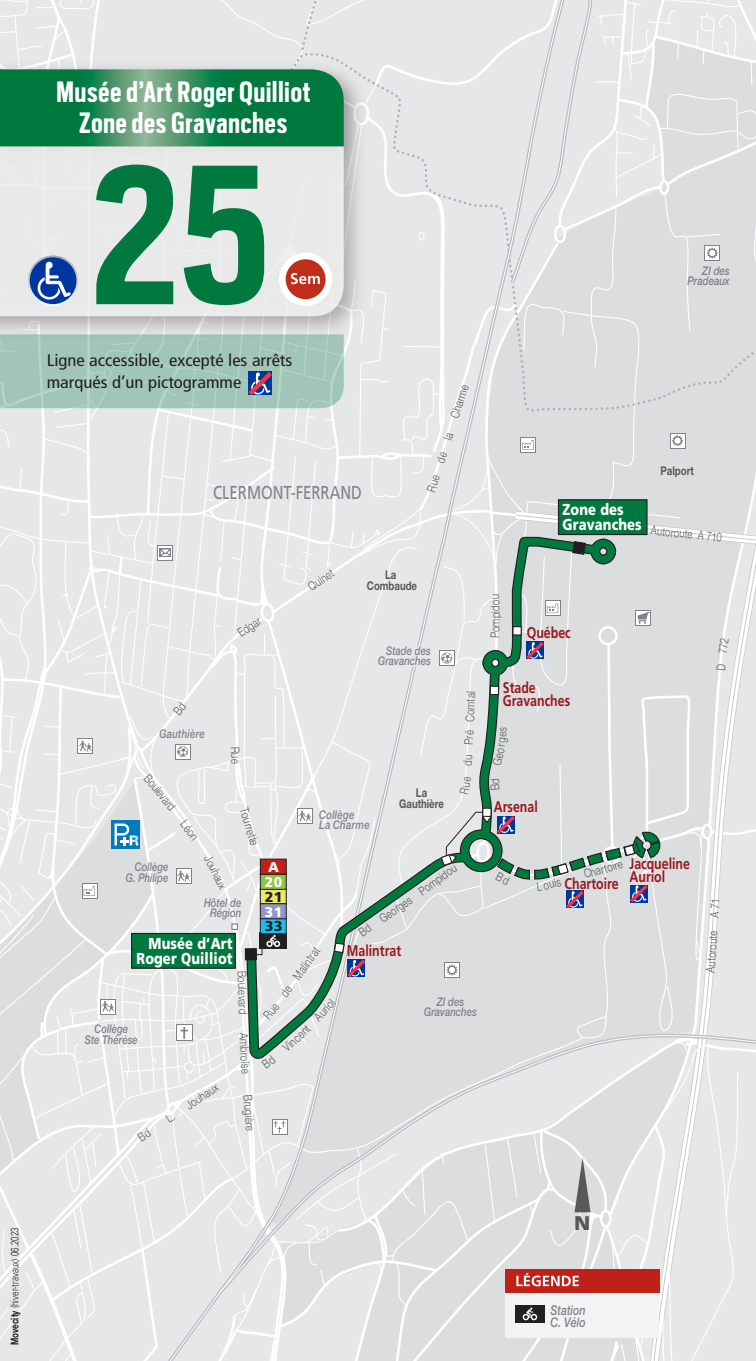 Musée d'Art Roger Quilliot
Zone des Gravanches
25
Sem
Ligne accessible, excepté les arrêts
marqués d'un pictogramme
ZI des
Pradeaux
Rue de la Charme
Palport
CLERMONT-FERRAND
Zone des
Gravanches
Autoroute A 710
La
Combaude
Quinet
Edgar
Bd
Pompidou
Québec
D 772
Stade des
Gravanches
Stade
Gravanches
Rue du Pré Comtal
Bd Georges
Gauthière
Rue
Tourrette
Boulevard Léon Jouhaux
La
Gauthière
Arsenal
P+R
Collège
La Charme
Collège
G. Philipe
A
20
21
31
33
Bd Georges Pompidou
Bd Louis Chartoire
Chartoire
Jacqueline
Auriol
Hôtel de
Région
Musée d'Art
Roger Quilliot
Malintrat
Rue de Malintrat
Autoroute A 71
Boulevard Ambroise Brugière
Bd Vincent Auriol
ZI des
Gravanches
Collège
Ste Thérèse
Bd L. Jouhaux
N
Movecity (hiver-travaux) 06.2023
LÉGENDE
Station
C. Vélo